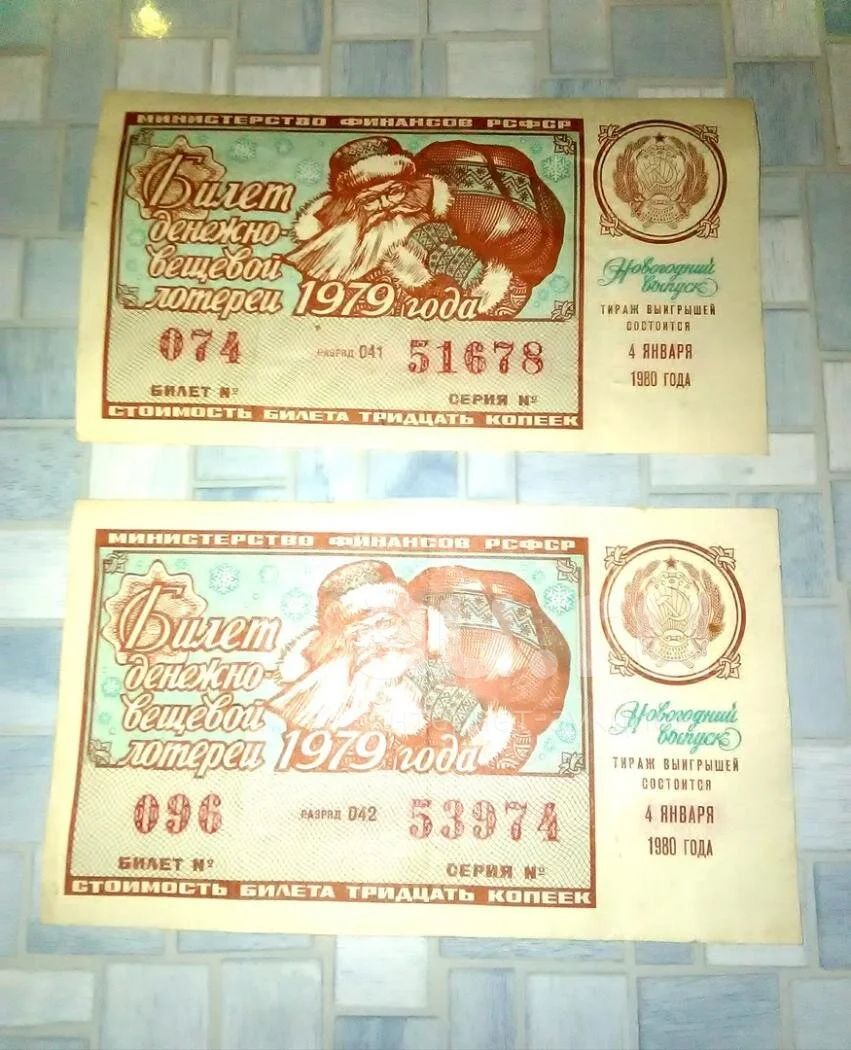 МИНИСТЕРСТВО ФИНАНСОВ РСФСР
Билет
денежно-
вещевой
лотереи 1979 года
074 РАЗРЯД 041 51678
БИЛЕТ № СЕРИЯ №
СТОИМОСТЬ БИЛЕТА ТРИДЦАТЬ КОПЕЕК
Новогодний
выпуск
ТИРАЖ ВЫИГРЫШЕЙ
СОСТОИТСЯ
4 ЯНВАРЯ
1980 ГОДА
МИНИСТЕРСТВО ФИНАНСОВ РСФСР
Билет
денежно-
вещевой
лотереи 1979 года
096 РАЗРЯД 042 53974
БИЛЕТ № СЕРИЯ №
СТОИМОСТЬ БИЛЕТА ТРИДЦАТЬ КОПЕЕК
Новогодний
выпуск
ТИРАЖ ВЫИГРЫШЕЙ
СОСТОИТСЯ
4 ЯНВАРЯ
1980 ГОДА